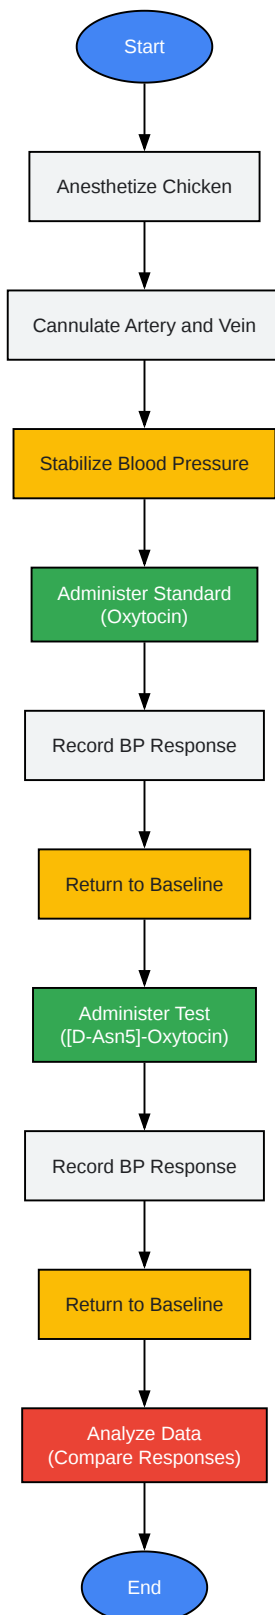 Start
Anesthetize Chicken
Cannulate Artery and Vein
Stabilize Blood Pressure
Administer Standard
(Oxytocin)
Record BP Response
Return to Baseline
Administer Test
([D-Asn5]-Oxytocin)
Record BP Response
Return to Baseline
Analyze Data
(Compare Responses)
End